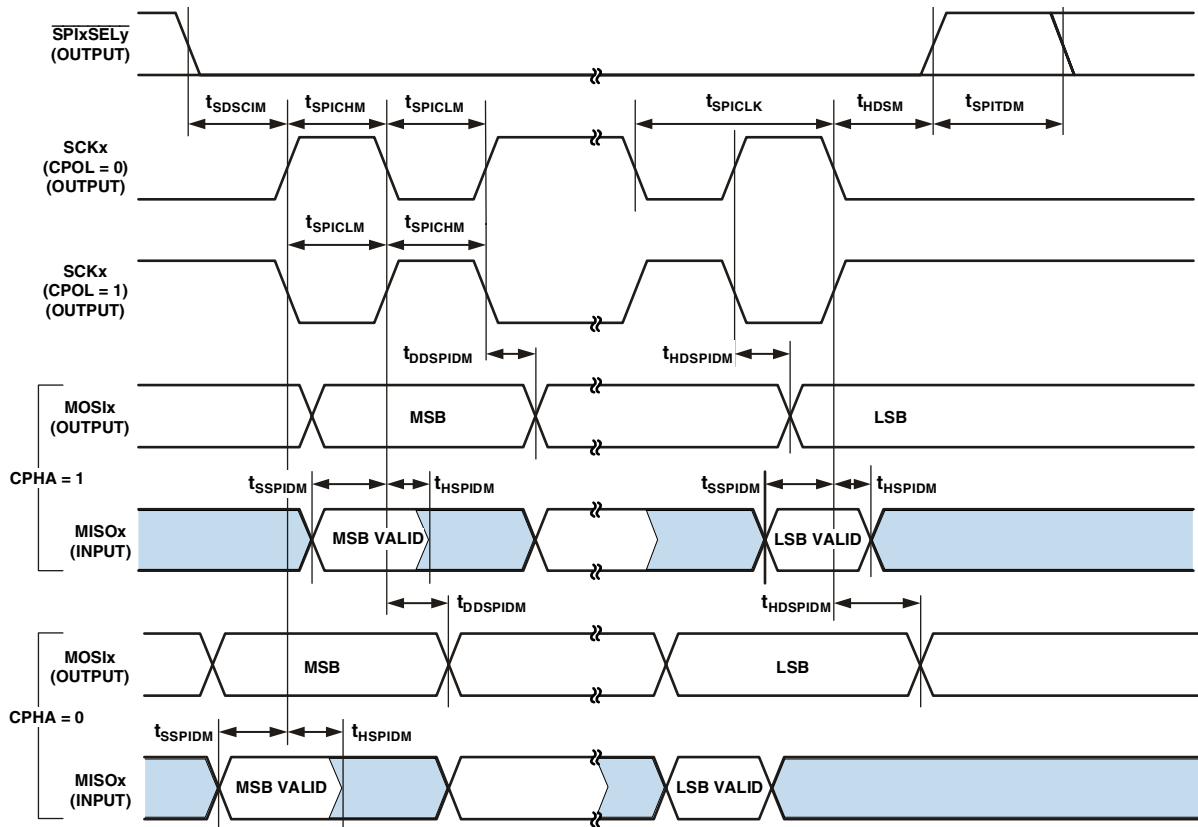 SPIxSELy
(OUTPUT)
tSDSCIM tSPICHM tSPICLM tSPICLK tHDSM tSPITDM
SCKx
(CPOL = 0)
(OUTPUT)
tSPICLM tSPICHM
SCKx
(CPOL = 1)
(OUTPUT)
tDDSPIDM tHDSPIDM
CPHA = 1
MOSIx
(OUTPUT)
MSB LSB
tSSPIDM tHSPIDM tSSPIDM tHSPIDM
MISOx
(INPUT)
MSB VALID LSB VALID
tDDSPIDM tHDSPIDM
CPHA = 0
MOSIx
(OUTPUT)
MSB LSB
tSSPIDM tHSPIDM
MISOx
(INPUT)
MSB VALID LSB VALID